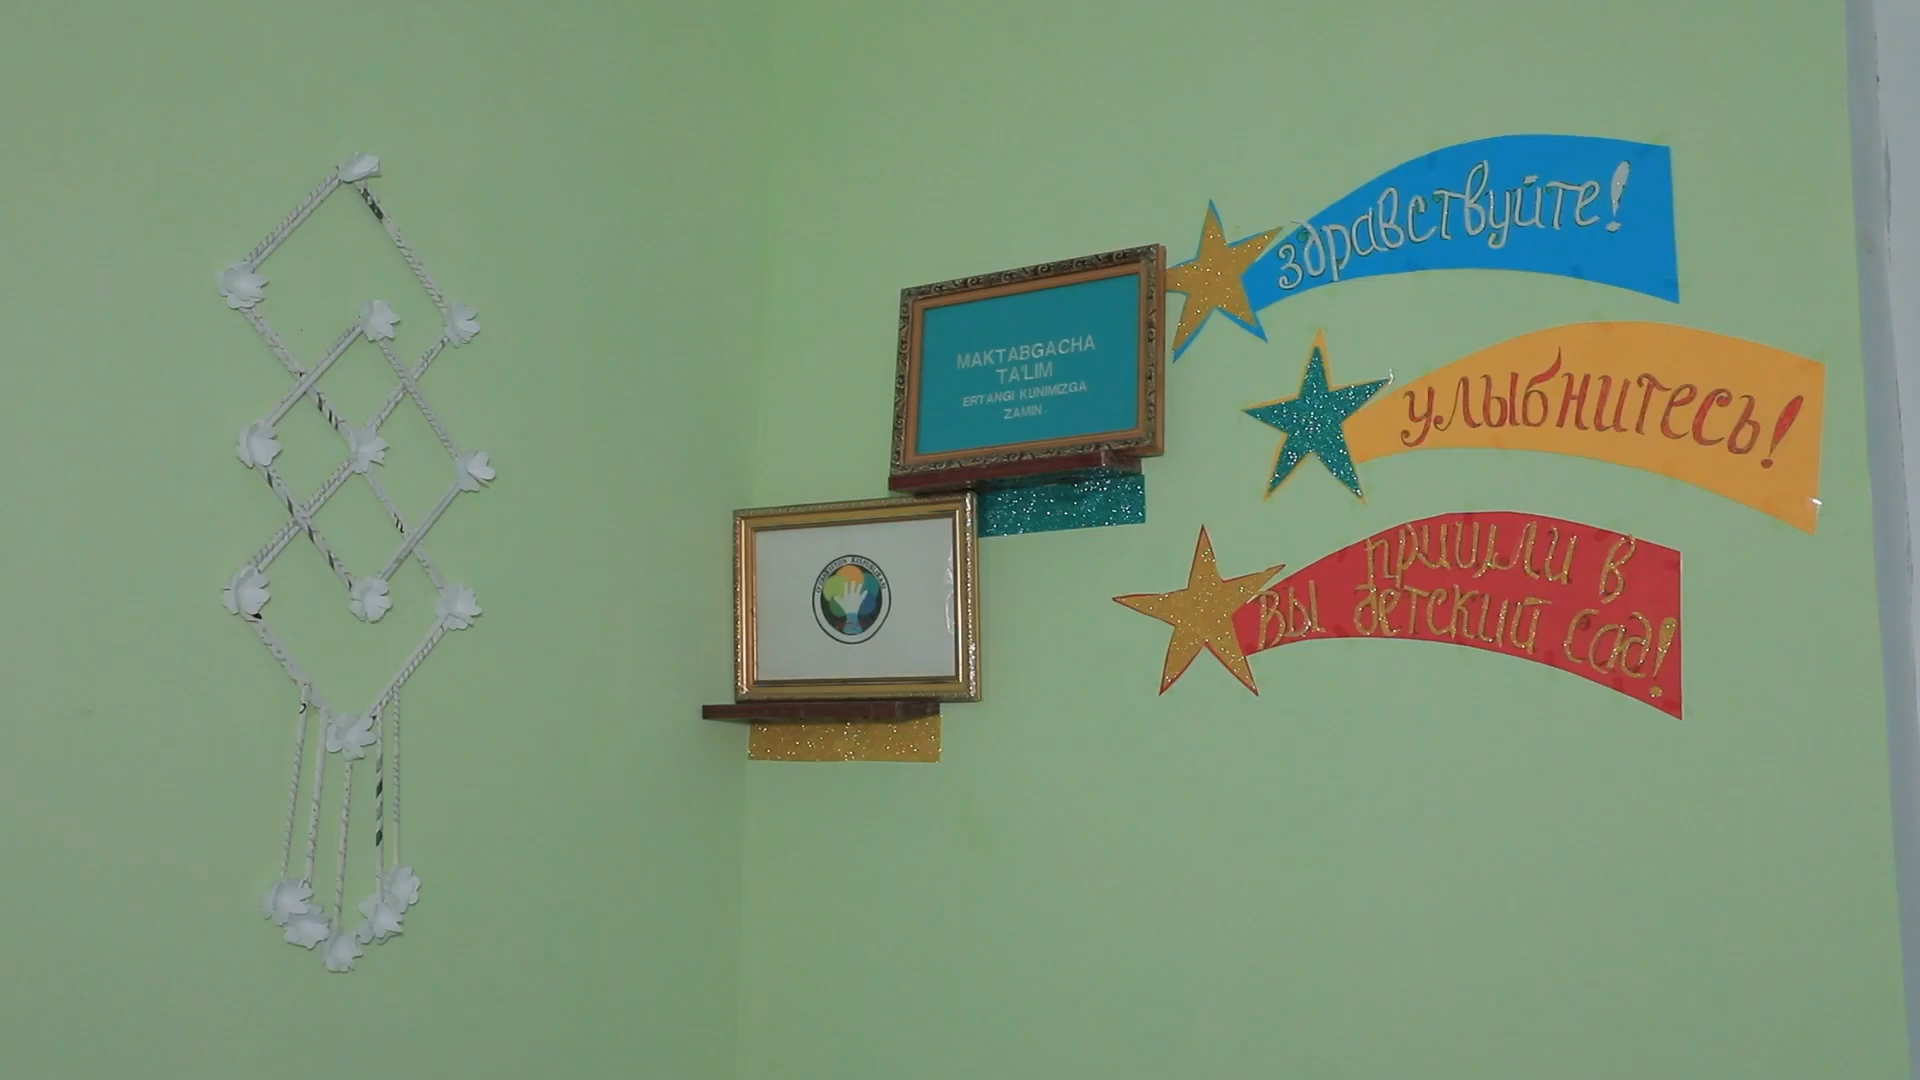 здравствуйте!
улыбнитесь!
пришли в
вы детский сад!
MAKTABGACHA
TA'LIM
ERTANGI KUNIMIZGA
ZAMIN